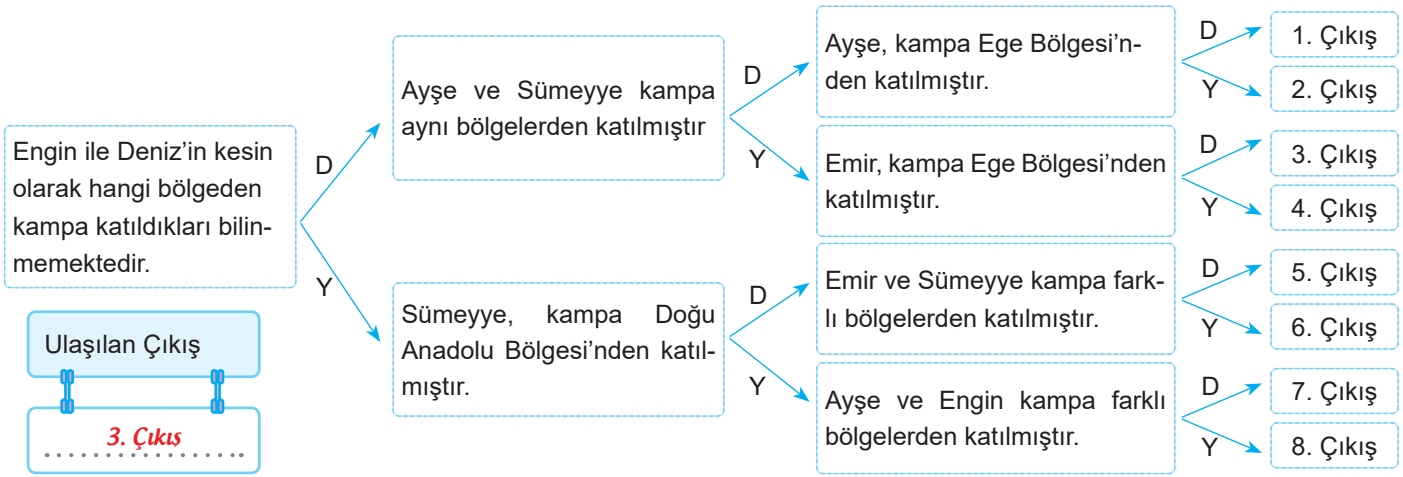 Engin ile Deniz’in kesin
olarak hangi bölgeden
kampa katıldıkları bilin-
memektedir.
D
Y
Ayşe ve Sümeyye kampa
aynı bölgelerden katılmıştır
D
Y
Sümeyye, kampa Doğu
Anadolu Bölgesi’nden katıl-
mıştır.
D
Y
Ayşe, kampa Ege Bölgesi’n-
den katılmıştır.
D
Y
Emir, kampa Ege Bölgesi’nden
katılmıştır.
D
Y
Emir ve Sümeyye kampa fark-
lı bölgelerden katılmıştır.
D
Y
Ayşe ve Engin kampa farklı
bölgelerden katılmıştır.
D
Y
1. Çıkış
2. Çıkış
3. Çıkış
4. Çıkış
5. Çıkış
6. Çıkış
7. Çıkış
8. Çıkış
Ulaşılan Çıkış
3. Çıkış